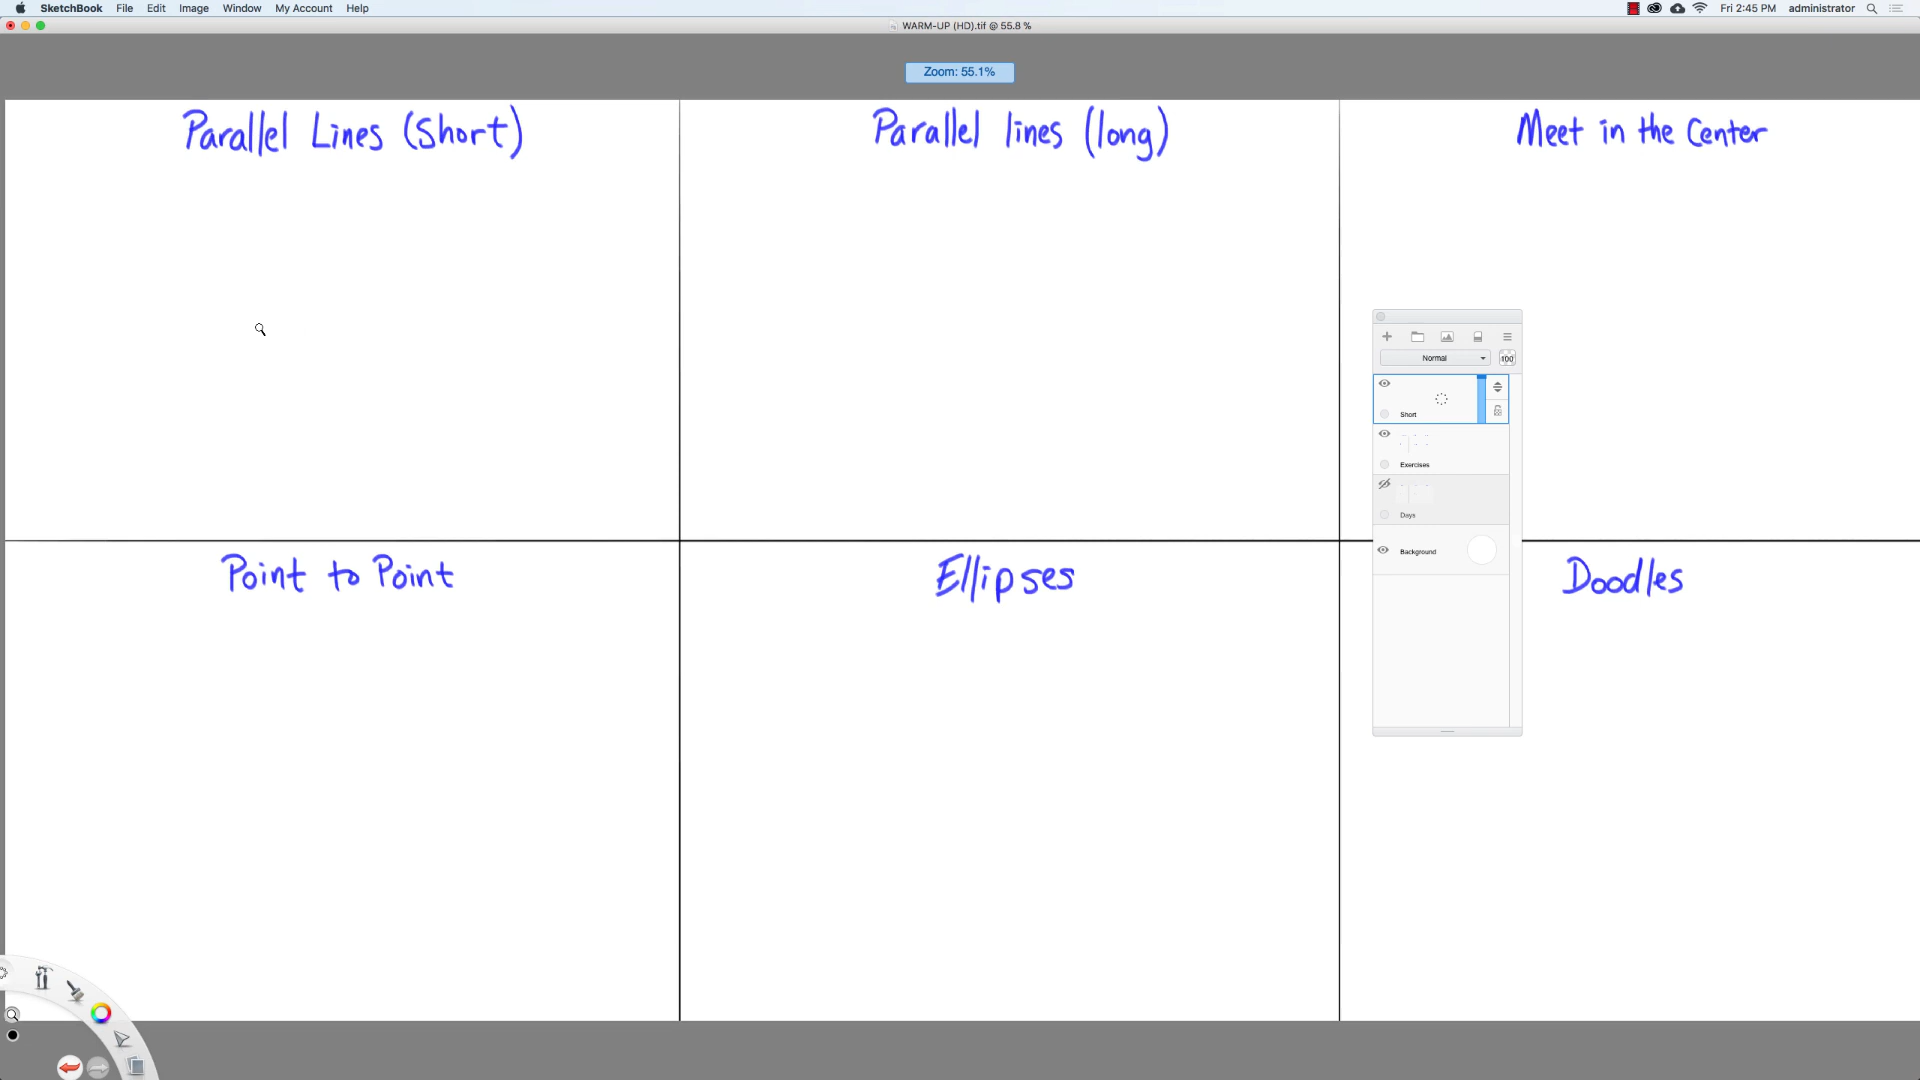 SketchBook File Edit Image Window My Account Help Fri 2:45 PM administrator
WARM-UP (HD).tif @ 55.8 %
Zoom: 55.1%
Parallel Lines (Short)
Parallel lines (long)
Meet in the Center
Normal
100
Short
Exercises
Days
Background
Point to Point
Ellipses
Doodles